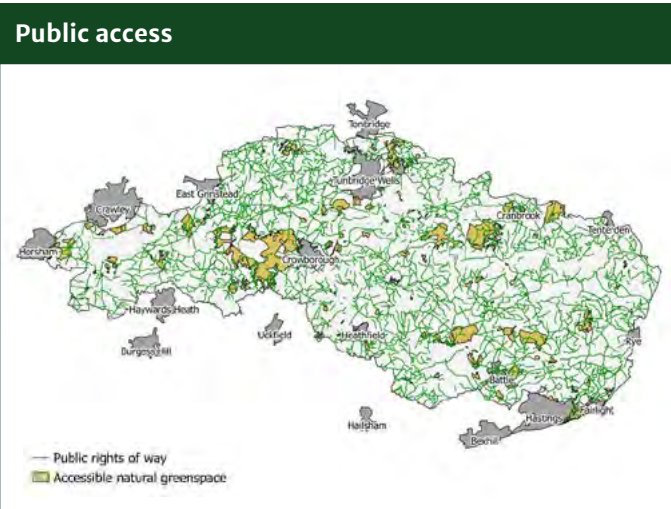 Public access
Tonbridge
Tunbridge Wells
East Grinstead
Crawley
Cranbrook
Tenterden
Horsham
Crowborough
Haywards Heath
Uckfield
Heathfield
Burgess Hill
Rye
Battle
Hailsham
Hastings
Fairlight
Bexhill
Public rights of way
Accessible natural greenspace